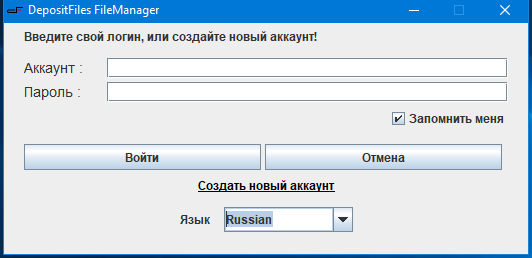 DepositFiles FileManager
Введите свой логин, или создайте новый аккаунт!
Аккаунт :
Пароль :
Запомнить меня
Войти Отмена
Создать новый аккаунт
Язык Russian